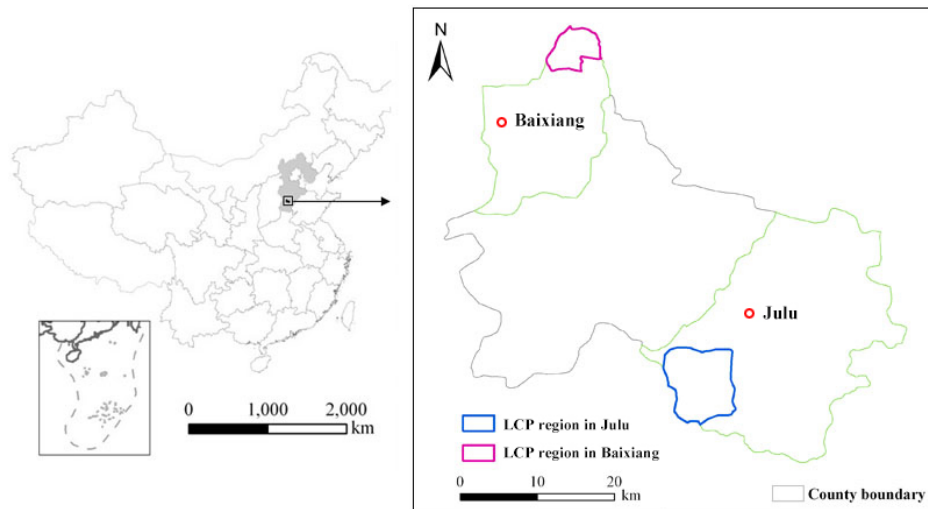 N
Baixiang
Julu
LCP region in Julu
LCP region in Baixiang
0 1,000 2,000
km
0 10 20
km
County boundary